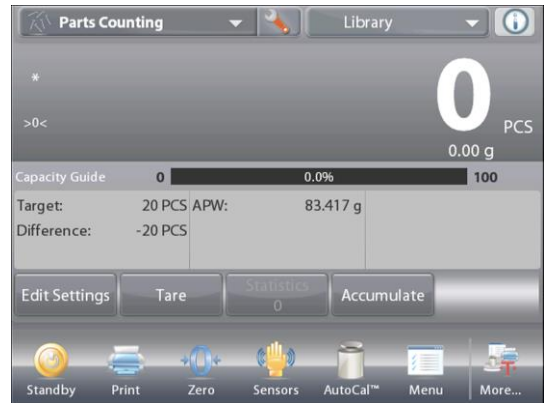 Parts Counting
Library
*
0 PCS
>0<
0.00 g
Capacity Guide 0 0.0% 100
Target: 20 PCS APW: 83.417 g
Difference: -20 PCS
Edit Settings Tare Statistics Accumulate
0
Standby Print Zero Sensors AutoCal™ Menu More...